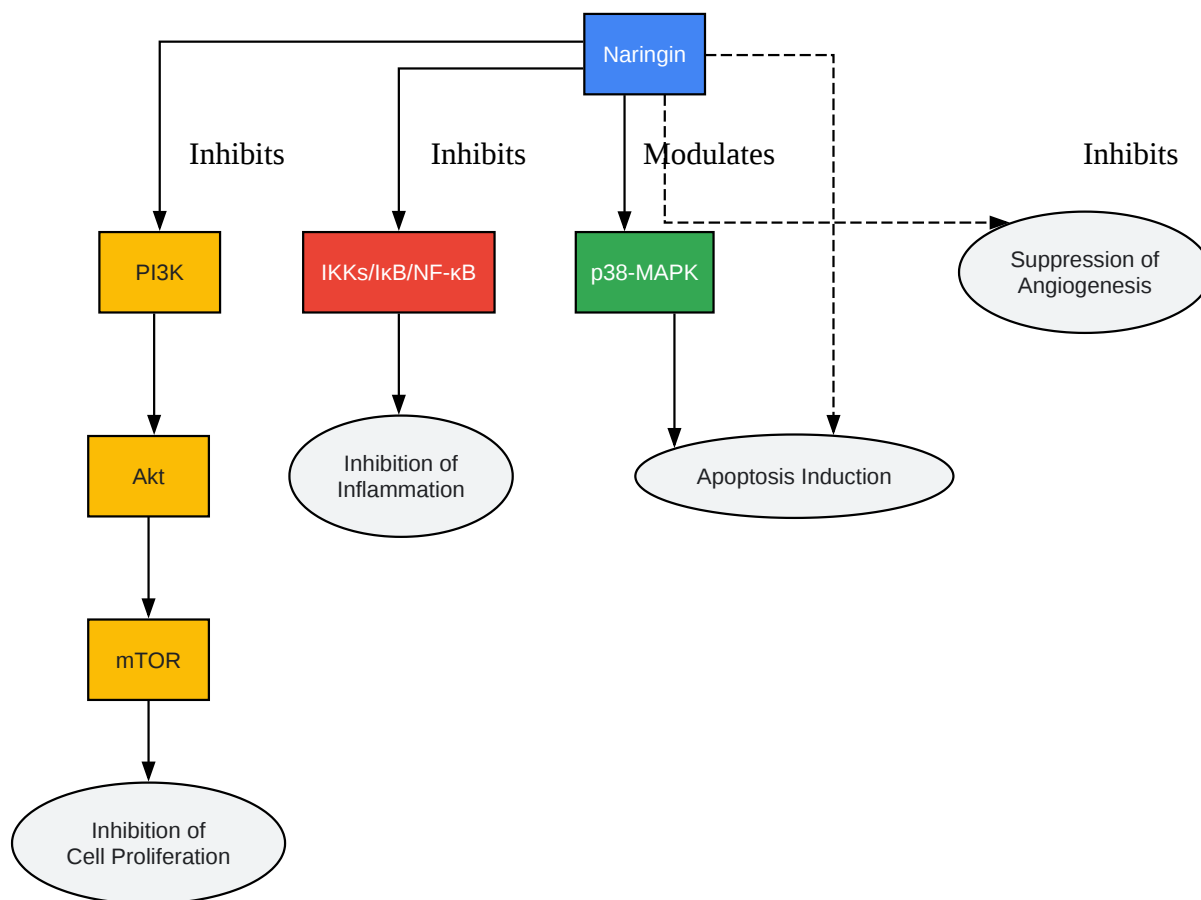 Naringin
Inhibits
Inhibits
Modulates
Inhibits
PI3K
IKKs/IκB/NF-κB
p38-MAPK
Suppression of
Angiogenesis
Akt
Inhibition of
Inflammation
Apoptosis Induction
mTOR
Inhibition of
Cell Proliferation